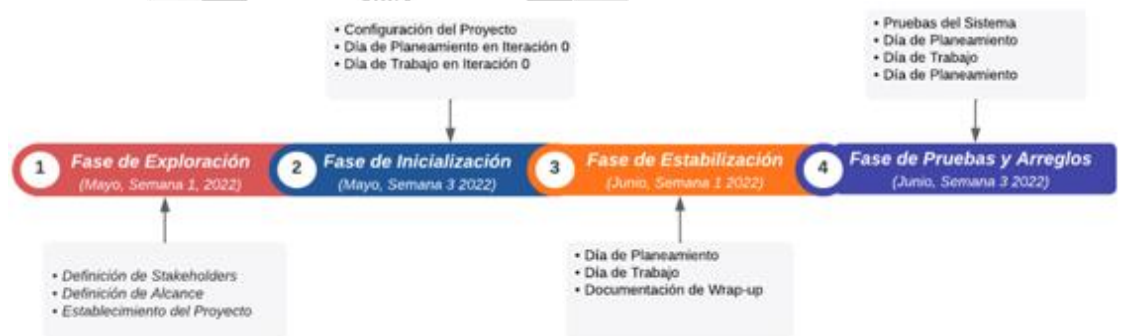 • Configuración del Proyecto
• Día de Planeamiento en Iteración 0
• Día de Trabajo en Iteración 0
• Pruebas del Sistema
• Día de Planeamiento
• Día de Trabajo
• Día de Planeamiento
1
Fase de Exploración
(Mayo, Semana 1, 2022)
2
Fase de Inicialización
(Mayo, Semana 3 2022)
3
Fase de Estabilización
(Junio, Semana 1 2022)
4
Fase de Pruebas y Arreglos
(Junio, Semana 3 2022)
• Definición de Stakeholders
• Definición de Alcance
• Establecimiento del Proyecto
• Día de Planeamiento
• Día de Trabajo
• Documentación de Wrap-up